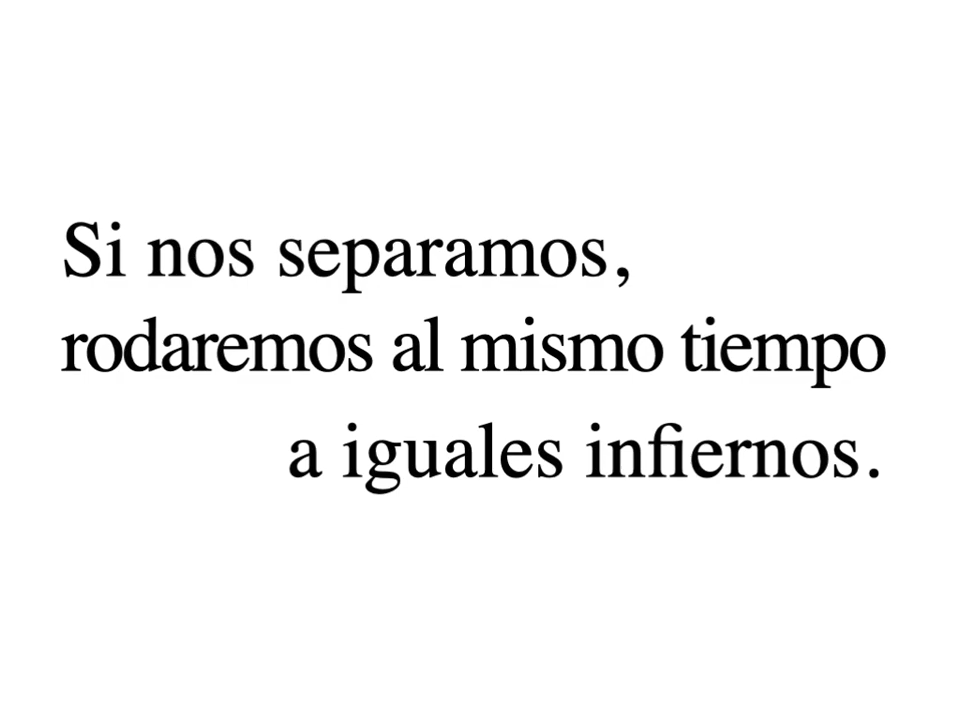 Si nos separamos,
rodaremos al mismo tiempo
a iguales infiernos.